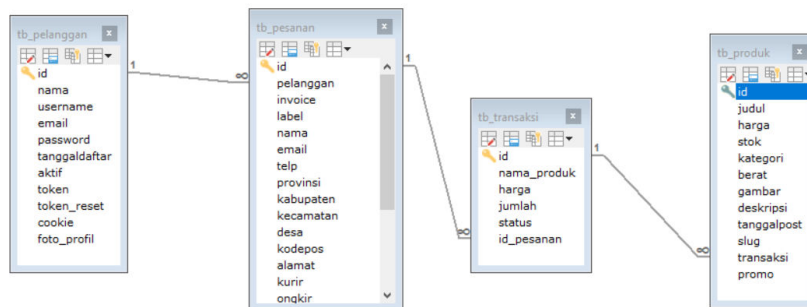 tb_pelanggan
id
nama
username
email
password
tanggaldaftar
aktif
token
token_reset
cookie
foto_profil
1
∞
tb_pesanan
id
pelanggan
invoice
label
nama
email
telp
provinsi
kabupaten
kecamatan
desa
kodepos
alamat
kurir
ongkir
1
∞
tb_transaksi
id
nama_produk
harga
jumlah
status
id_pesanan
1
∞
tb_produk
id
judul
harga
stok
kategori
berat
gambar
deskripsi
tanggalpost
slug
transaksi
promo